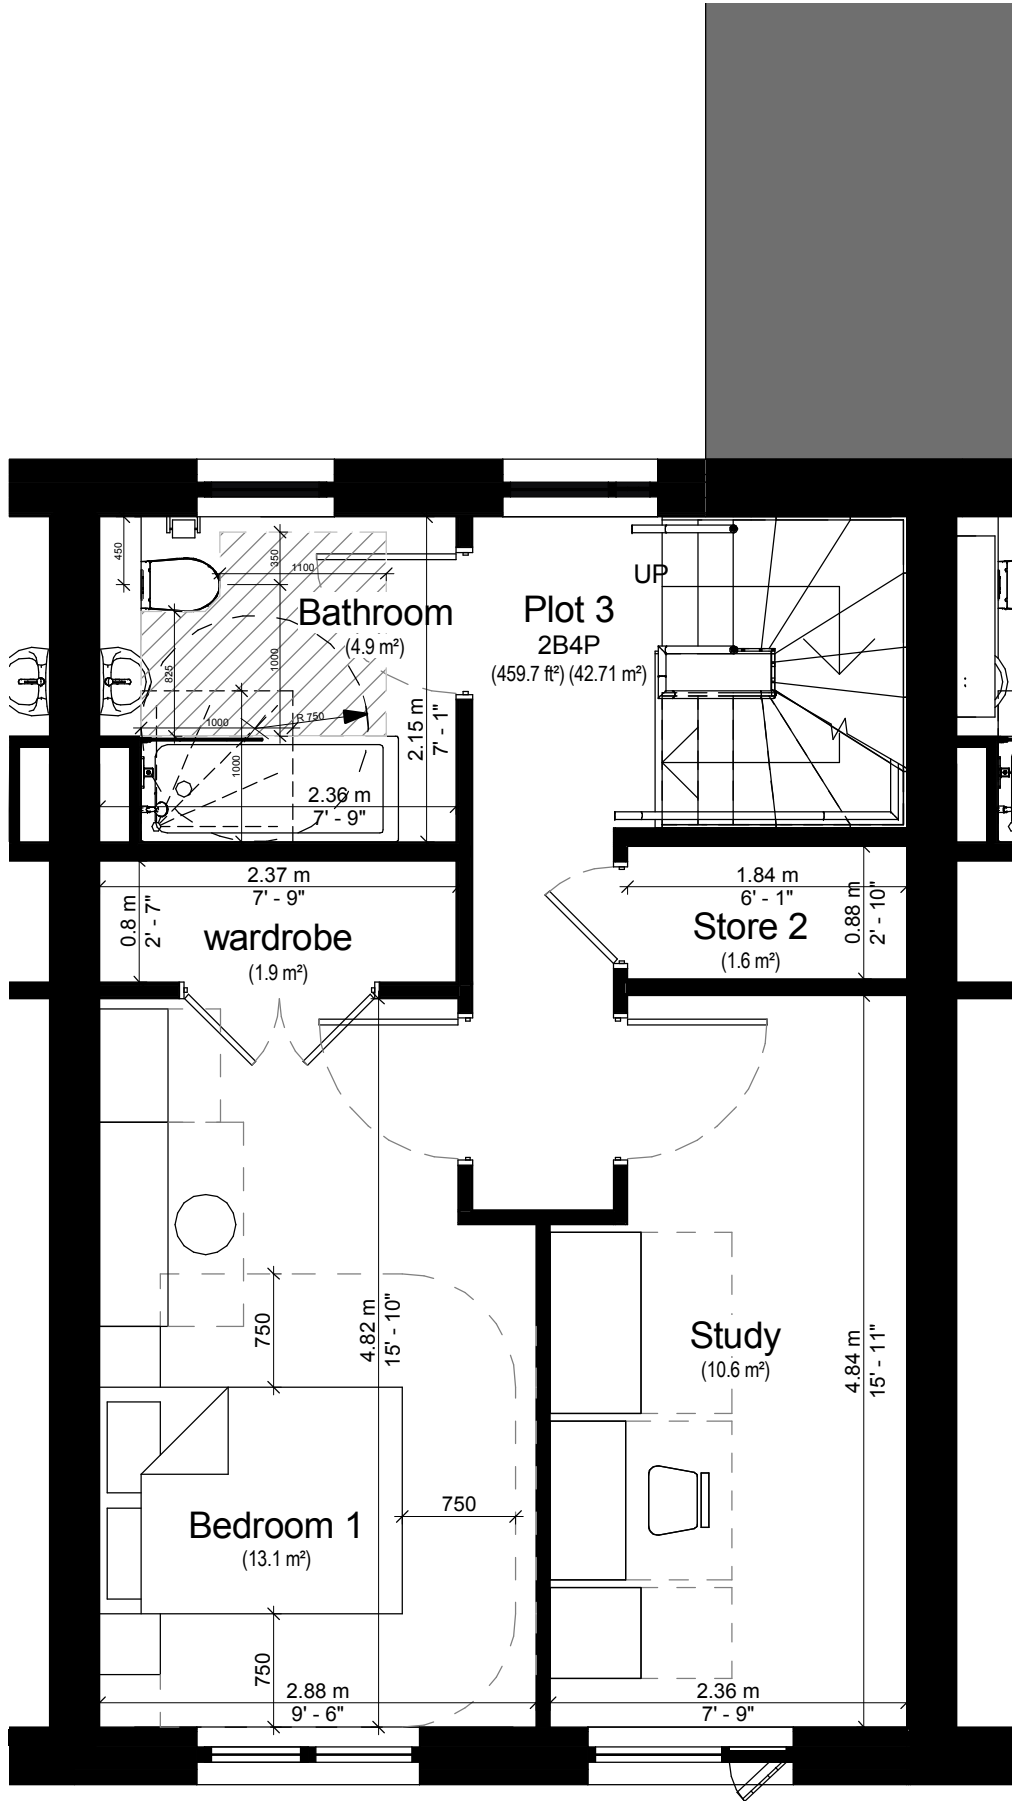 450
350
1100
UP
Bathroom
(4.9 m²)
Plot 3
2B4P
(459.7 ft²) (42.71 m²)
825
1000
R 750
1000
1000
2.15 m
7' - 1"
2.36 m
7' - 9"
2.37 m
7' - 9"
0.8 m
2' - 7"
wardrobe
(1.9 m²)
1.84 m
6' - 1"
0.88 m
2' - 10"
Store 2
(1.6 m²)
750
4.82 m
15' - 10"
Study
(10.6 m²)
4.84 m
15' - 11"
750
Bedroom 1
(13.1 m²)
750
2.88 m
9' - 6"
2.36 m
7' - 9"